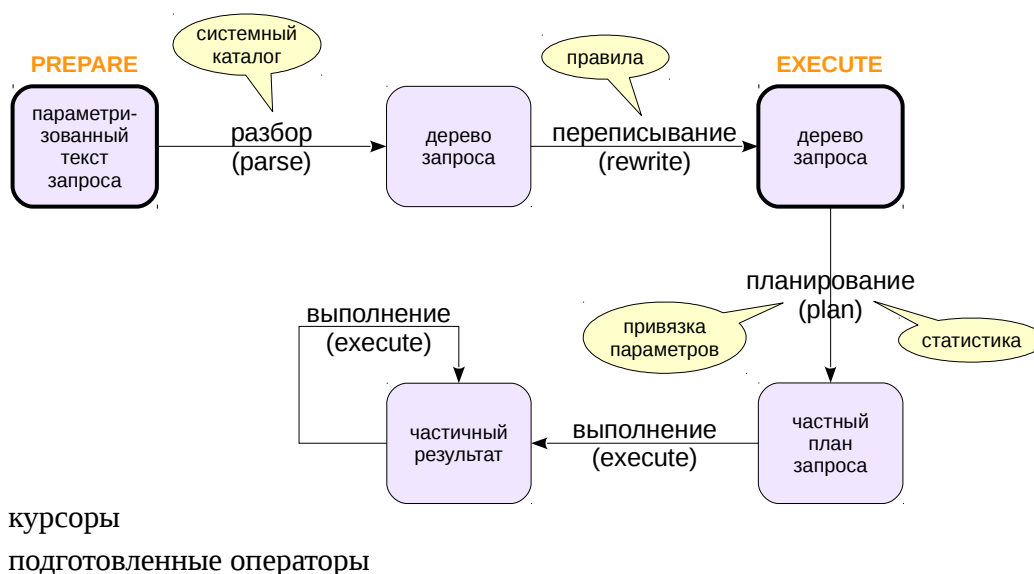 системный
каталог
PREPARE
правила
EXECUTE
параметри-
зованный
текст
запроса
разбор
(parse)
дерево
запроса
переписывание
(rewrite)
дерево
запроса
планирование
(plan)
привязка
параметров
статистика
выполнение
(execute)
частичный
результат
выполнение
(execute)
частный
план
запроса
курсоры
подготовленные операторы